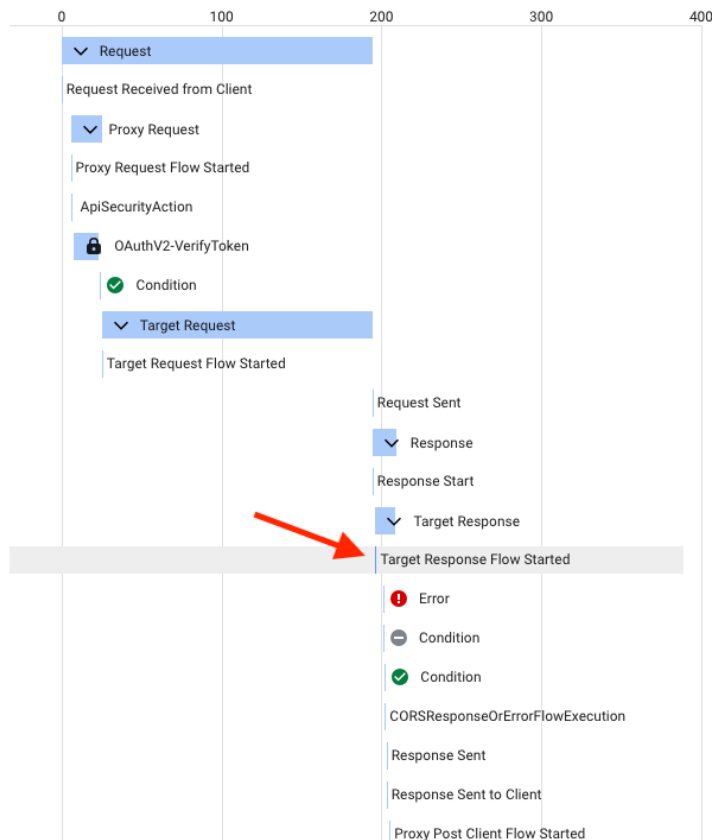 0 100 200 300 400
Request
Request Received from Client
Proxy Request
Proxy Request Flow Started
ApiSecurityAction
OAuthV2-VerifyToken
Condition
Target Request
Target Request Flow Started
Request Sent
Response
Response Start
Target Response
Target Response Flow Started
Error
Condition
Condition
CORSResponseOrErrorFlowExecution
Response Sent
Response Sent to Client
Proxy Post Client Flow Started